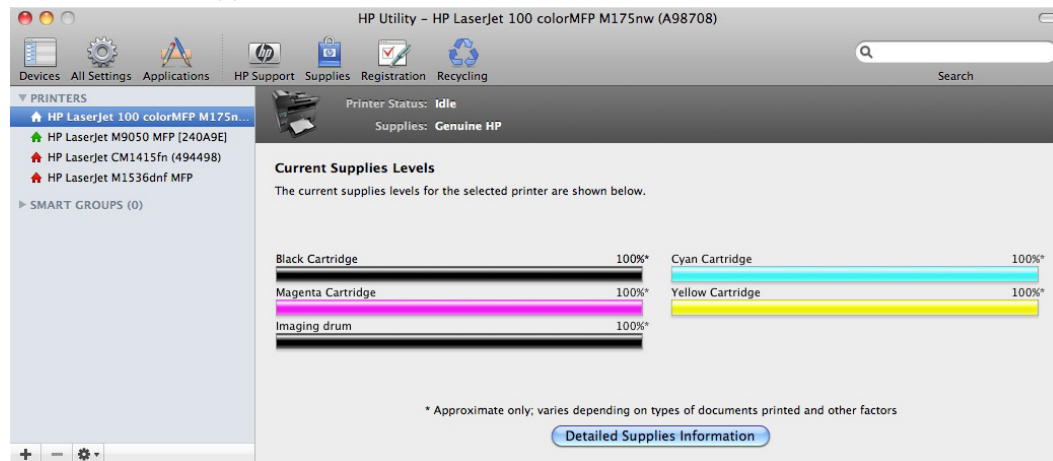 HP Utility – HP LaserJet 100 colorMFP M175nw (A98708)
Devices All Settings Applications HP Support Supplies Registration Recycling Search
PRINTERS
HP LaserJet 100 colorMFP M175n...
HP LaserJet M9050 MFP [240A9E]
HP LaserJet CM1415fn (494498)
HP LaserJet M1536dnf MFP
SMART GROUPS (0)
Printer Status: Idle
Supplies: Genuine HP
Current Supplies Levels
The current supplies levels for the selected printer are shown below.
Black Cartridge 100%* Cyan Cartridge 100%*
Magenta Cartridge 100%* Yellow Cartridge 100%*
Imaging drum 100%*
* Approximate only; varies depending on types of documents printed and other factors
Detailed Supplies Information